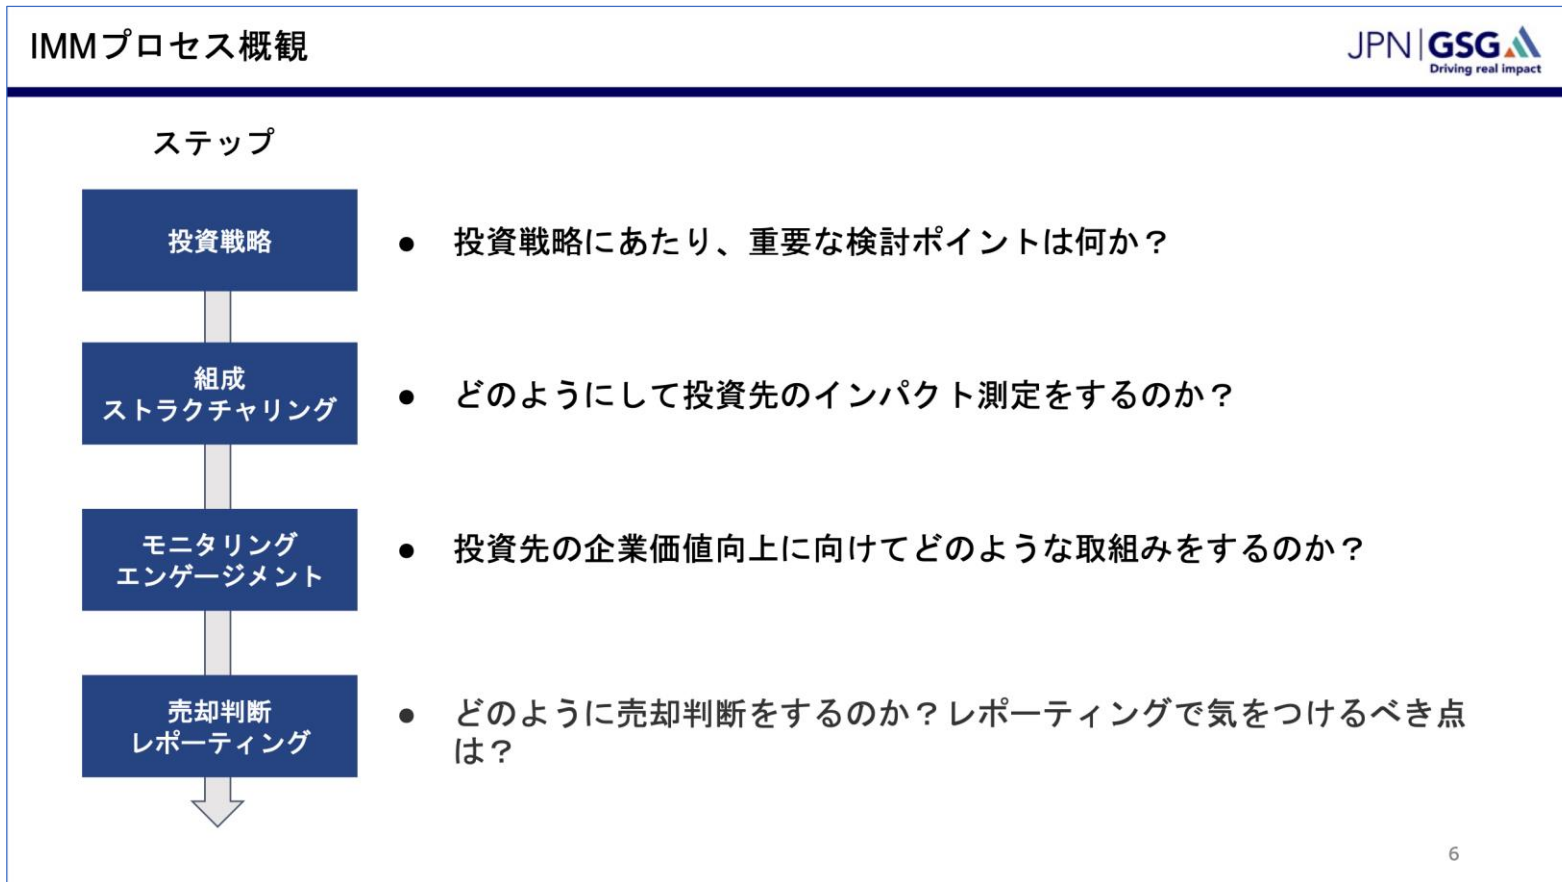 IMMプロセス概観
JPN|GSG
Driving real impact
ステップ
投資戦略
● 投資戦略にあたり、重要な検討ポイントは何か？
組成
ストラクチャリング
● どのようにして投資先のインパクト測定をするのか？
モニタリング
エンゲージメント
● 投資先の企業価値向上に向けてどのような取組みをするのか？
売却判断
レポーティング
● どのように売却判断をするのか？レポーティングで気をつけるべき点
は？
6